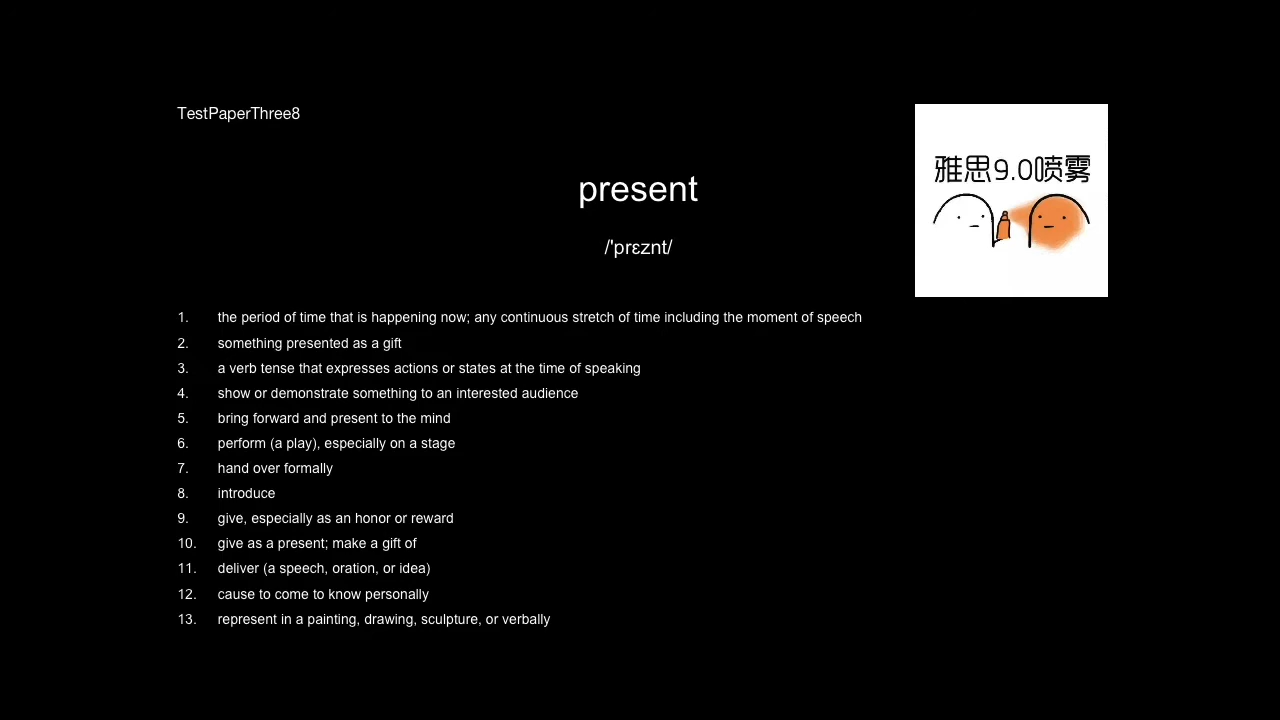 TestPaperThree8
雅思9.0喷雾
present
/'prɛznt/
1. the period of time that is happening now; any continuous stretch of time including the moment of speech
2. something presented as a gift
3. a verb tense that expresses actions or states at the time of speaking
4. show or demonstrate something to an interested audience
5. bring forward and present to the mind
6. perform (a play), especially on a stage
7. hand over formally
8. introduce
9. give, especially as an honor or reward
10. give as a present; make a gift of
11. deliver (a speech, oration, or idea)
12. cause to come to know personally
13. represent in a painting, drawing, sculpture, or verbally